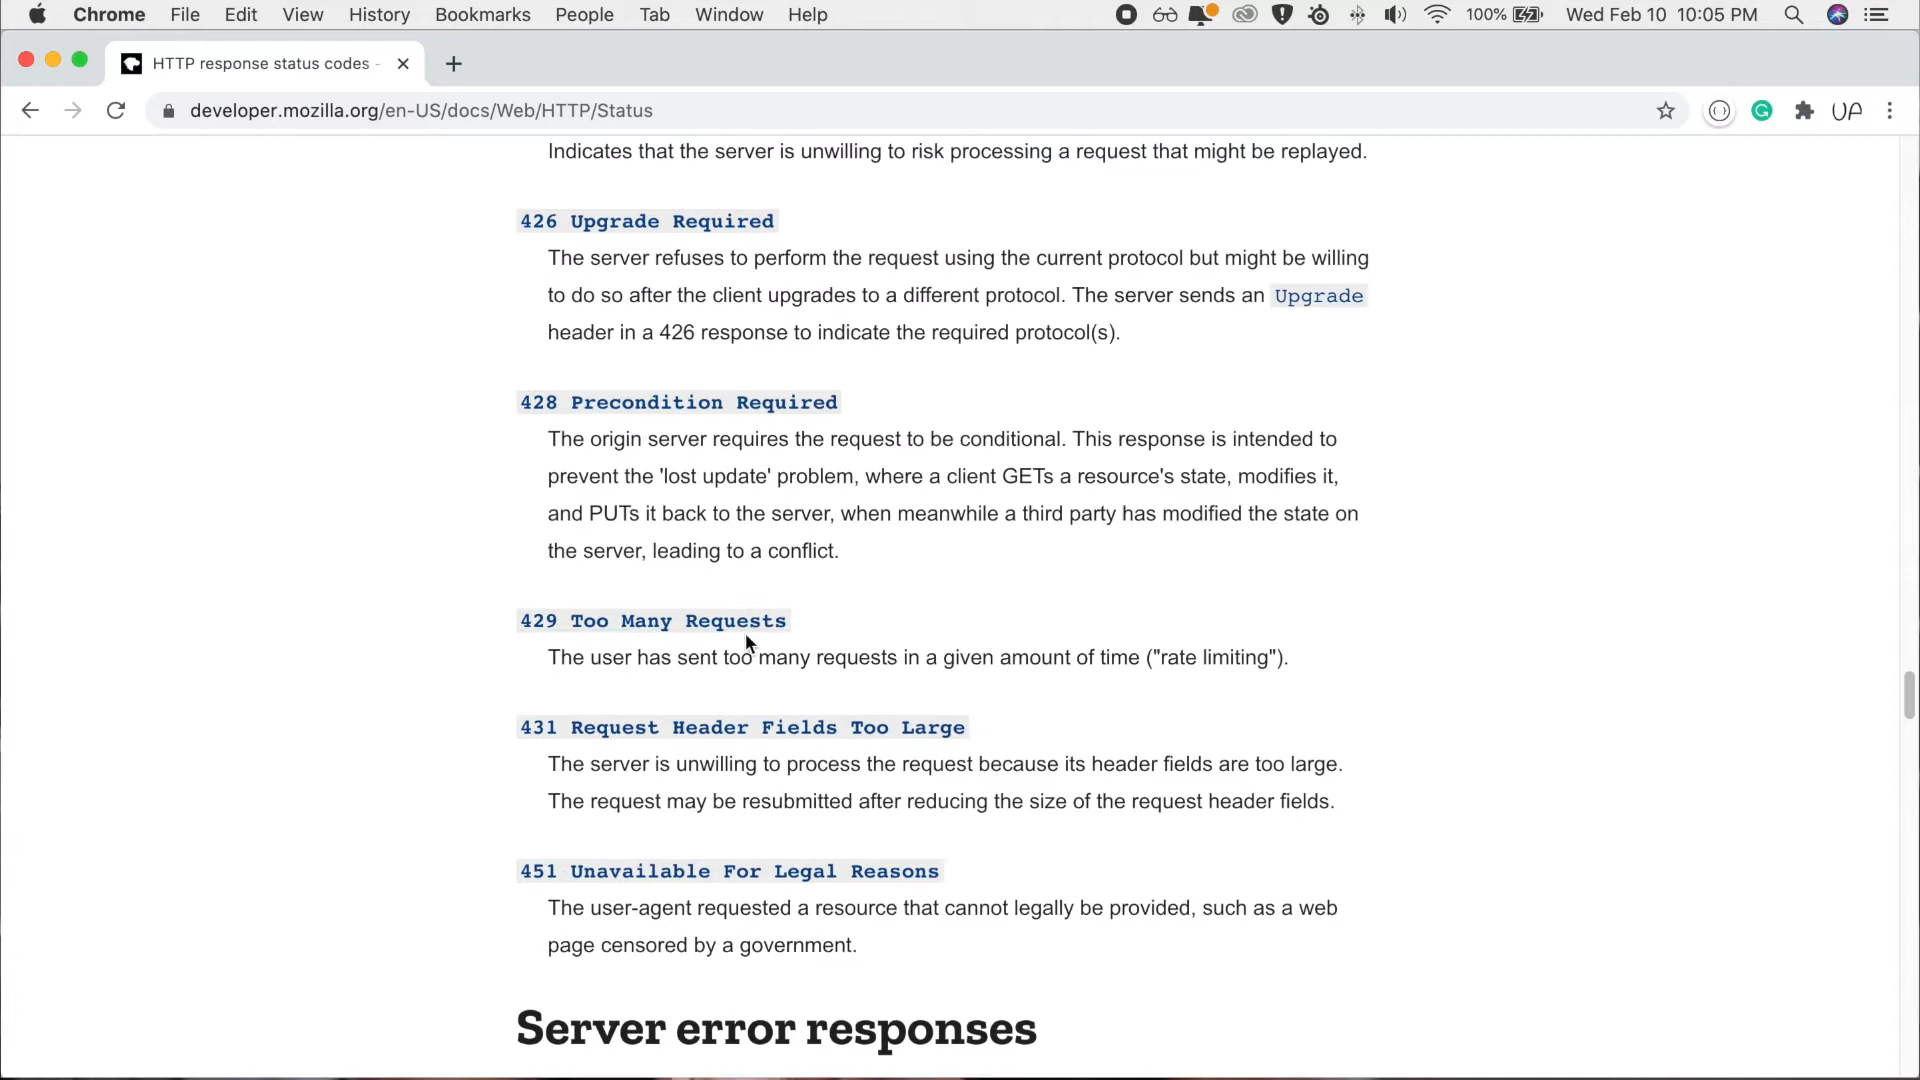 Chrome File Edit View History Bookmarks People Tab Window Help 100% Wed Feb 10 10:05 PM
HTTP response status codes -
developer.mozilla.org/en-US/docs/Web/HTTP/Status
Indicates that the server is unwilling to risk processing a request that might be replayed.
426 Upgrade Required
The server refuses to perform the request using the current protocol but might be willing
to do so after the client upgrades to a different protocol. The server sends an Upgrade
header in a 426 response to indicate the required protocol(s).
428 Precondition Required
The origin server requires the request to be conditional. This response is intended to
prevent the 'lost update' problem, where a client GETs a resource's state, modifies it,
and PUTs it back to the server, when meanwhile a third party has modified the state on
the server, leading to a conflict.
429 Too Many Requests
The user has sent too many requests in a given amount of time ("rate limiting").
431 Request Header Fields Too Large
The server is unwilling to process the request because its header fields are too large.
The request may be resubmitted after reducing the size of the request header fields.
451 Unavailable For Legal Reasons
The user-agent requested a resource that cannot legally be provided, such as a web
page censored by a government.
Server error responses